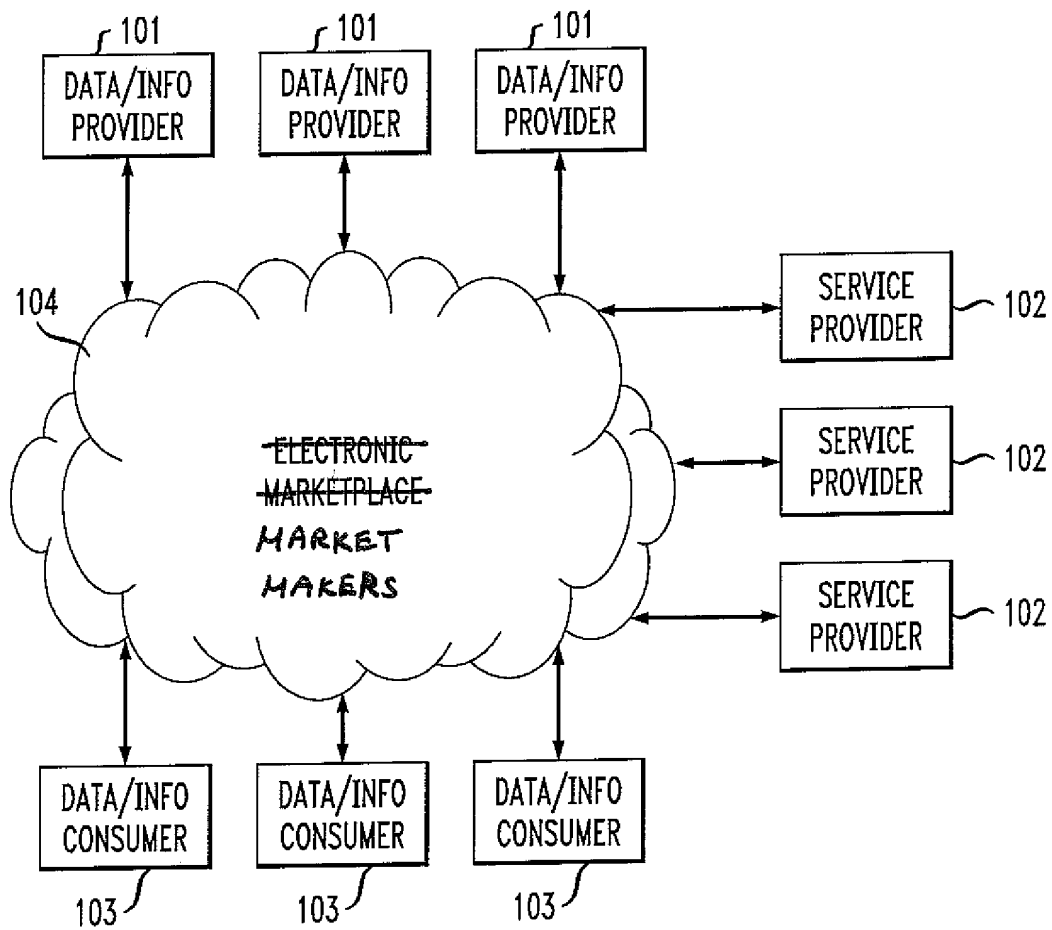 101 101 101
DATA/INFO DATA/INFO DATA/INFO
PROVIDER PROVIDER PROVIDER
104
SERVICE
PROVIDER
102
ELECTRONIC
MARKETPLACE
MARKET
MAKERS
SERVICE
PROVIDER
102
SERVICE
PROVIDER
102
DATA/INFO DATA/INFO DATA/INFO
CONSUMER CONSUMER CONSUMER
103 103 103